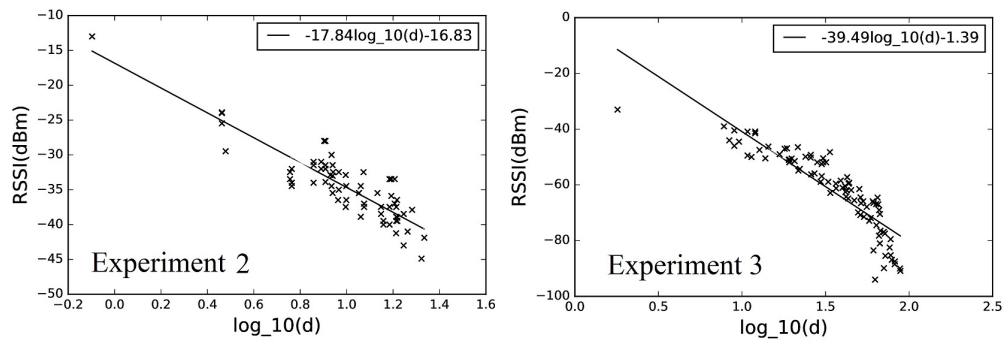 -10
-15
-20
-25
-30
-35
-40
-45
-50
RSSI(dBm)
-17.84log_10(d)-16.83
Experiment 2
-0.2 0.0 0.2 0.4 0.6 0.8 1.0 1.2 1.4 1.6
log_10(d)
0
-20
-40
-60
-80
-100
RSSI(dBm)
-39.49log_10(d)-1.39
Experiment 3
0.0 0.5 1.0 1.5 2.0 2.5
log_10(d)